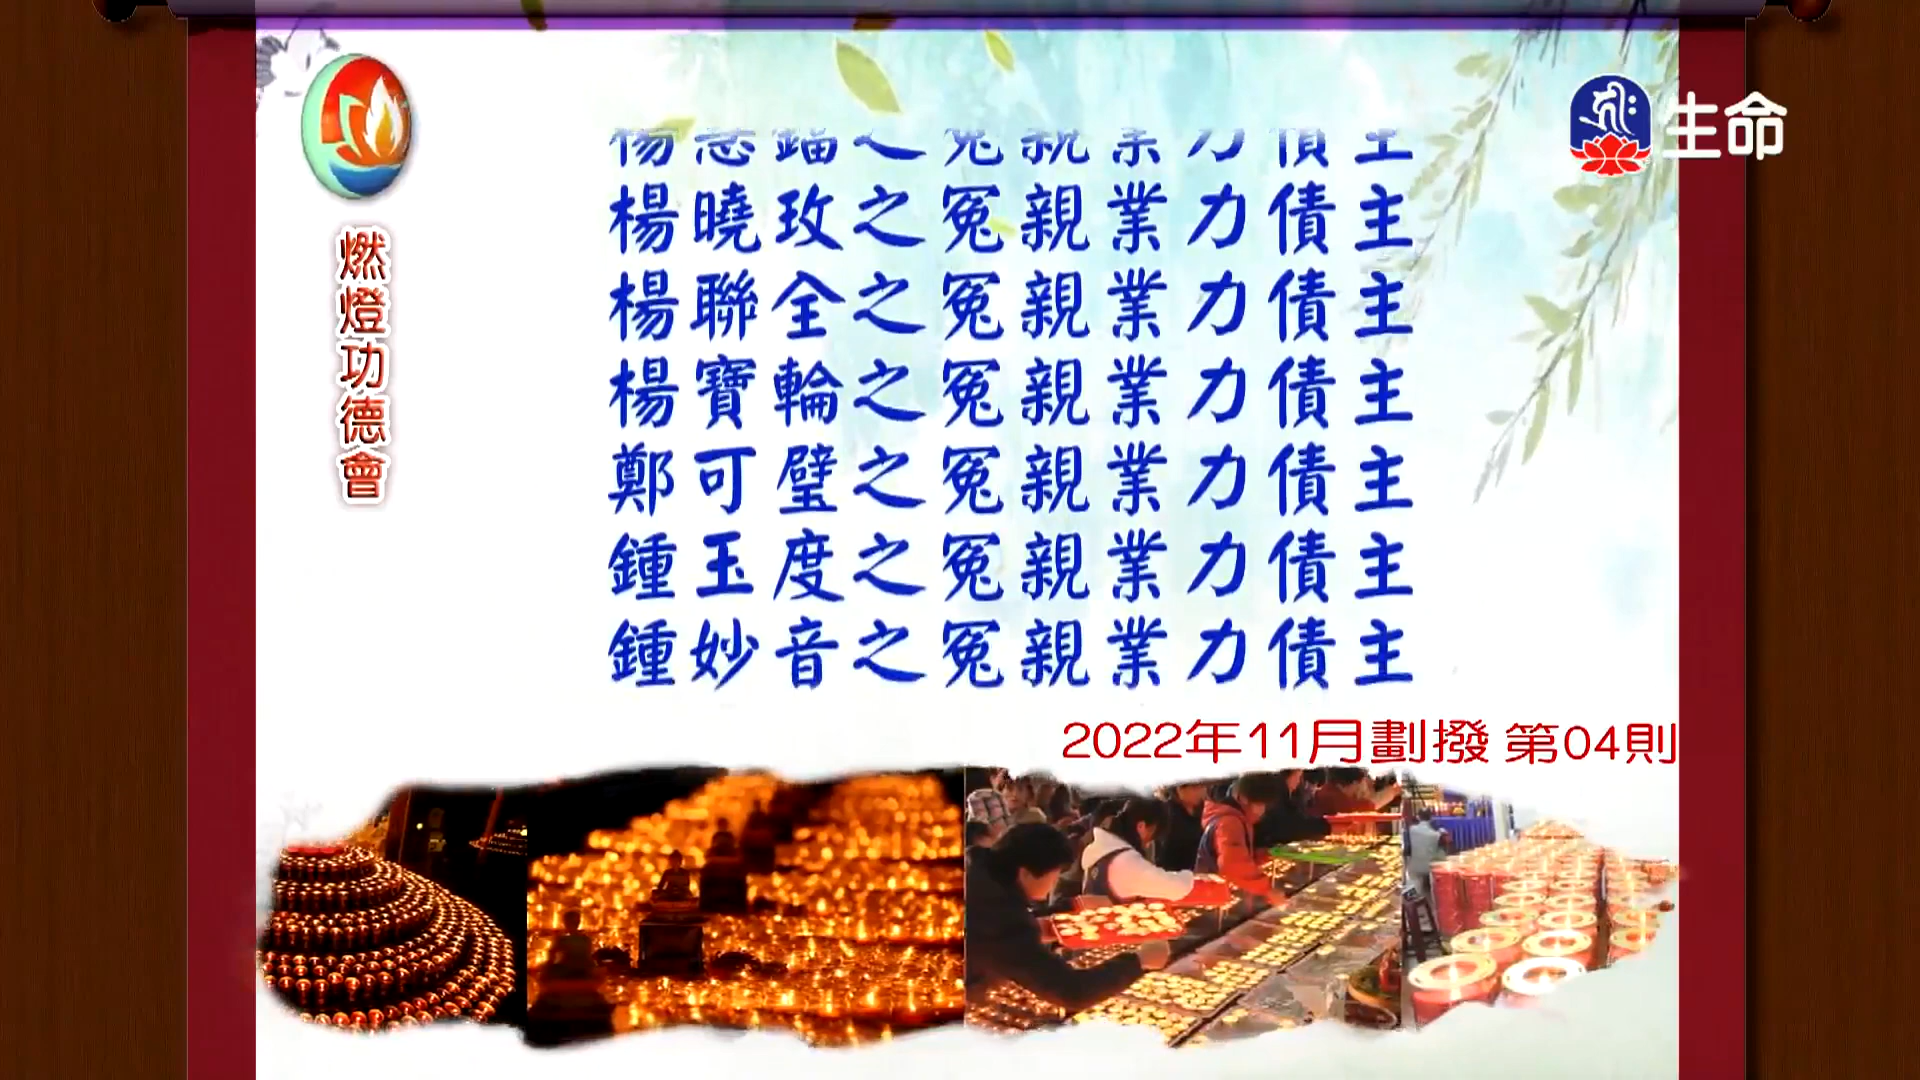 生命
燃燈功德會
楊曉玫之冤親業力債主
楊聯全之冤親業力債主
楊寶輪之冤親業力債主
鄭可璧之冤親業力債主
鍾玉度之冤親業力債主
鍾妙音之冤親業力債主
2022年11月劃撥 第04則